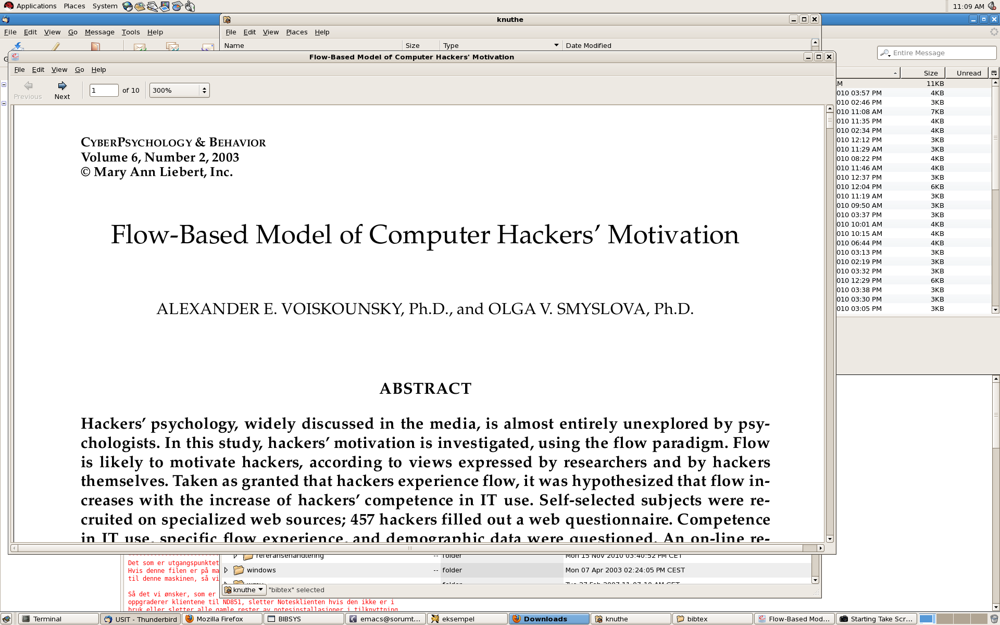 Applications Places System 11:09 AM
knuthe
File Edit View Go Message Tools Help
File Edit View Places Help
Name Size Type Date Modified
Entire Message
Flow-Based Model of Computer Hackers' Motivation
File Edit View Go Help
Previous Next 1 of 10 300%
Size Unread
CyberPsychology & Behavior
Volume 6, Number 2, 2003
© Mary Ann Liebert, Inc.
Flow-Based Model of Computer Hackers’ Motivation
ALEXANDER E. VOISKOUNSKY, Ph.D., and OLGA V. SMYSLOVA, Ph.D.
ABSTRACT
Hackers’ psychology, widely discussed in the media, is almost entirely unexplored by psy-
chologists. In this study, hackers’ motivation is investigated, using the flow paradigm. Flow
is likely to motivate hackers, according to views expressed by researchers and by hackers
themselves. Taken as granted that hackers experience flow, it was hypothesized that flow in-
creases with the increase of hackers’ competence in IT use. Self-selected subjects were re-
cruited on specialized web sources; 457 hackers filled out a web questionnaire. Competence
in IT use, specific flow experience, and demographic data were questioned. An on-line re-
M 11KB
010 03:57 PM 4KB
010 02:46 PM 3KB
010 11:08 AM 7KB
010 11:35 PM 4KB
010 02:34 PM 4KB
010 12:12 PM 3KB
010 11:29 AM 3KB
010 08:22 PM 4KB
010 11:46 AM 4KB
010 12:37 PM 3KB
010 12:04 PM 6KB
010 11:19 AM 3KB
010 09:50 AM 3KB
010 03:37 PM 3KB
010 10:01 AM 4KB
010 10:15 AM 4KB
010 06:44 PM 4KB
010 03:13 PM 3KB
010 02:19 PM 3KB
010 03:32 PM 3KB
010 12:29 PM 6KB
010 03:38 PM 3KB
010 03:30 PM 3KB
010 03:05 PM 3KB
referansehandtering -- folder Mon 15 Nov 2010 03:40:52 PM CET
windows -- folder Mon 07 Apr 2003 02:24:05 PM CEST
folder Tue 27 Feb 2007 11:07:10 AM CET
knuthe "bibtex" selected
Det som er utgangspunktet
Hvis denne filen er på ma
til denne maskinen, så vi
Så det vi ønsker, som er
oppgraderer klientene til ND851, sletter Notesklienten hvis den ikke er i
bruk eller sletter alle gamle rester av notesinstallasjoner i tilknyttning
Terminal USIT - Thunderbird Mozilla Firefox BIBSYS emacs@sorumt... eksempel Downloads knuthe bibtex Flow-Based Mod... Starting Take Scr...